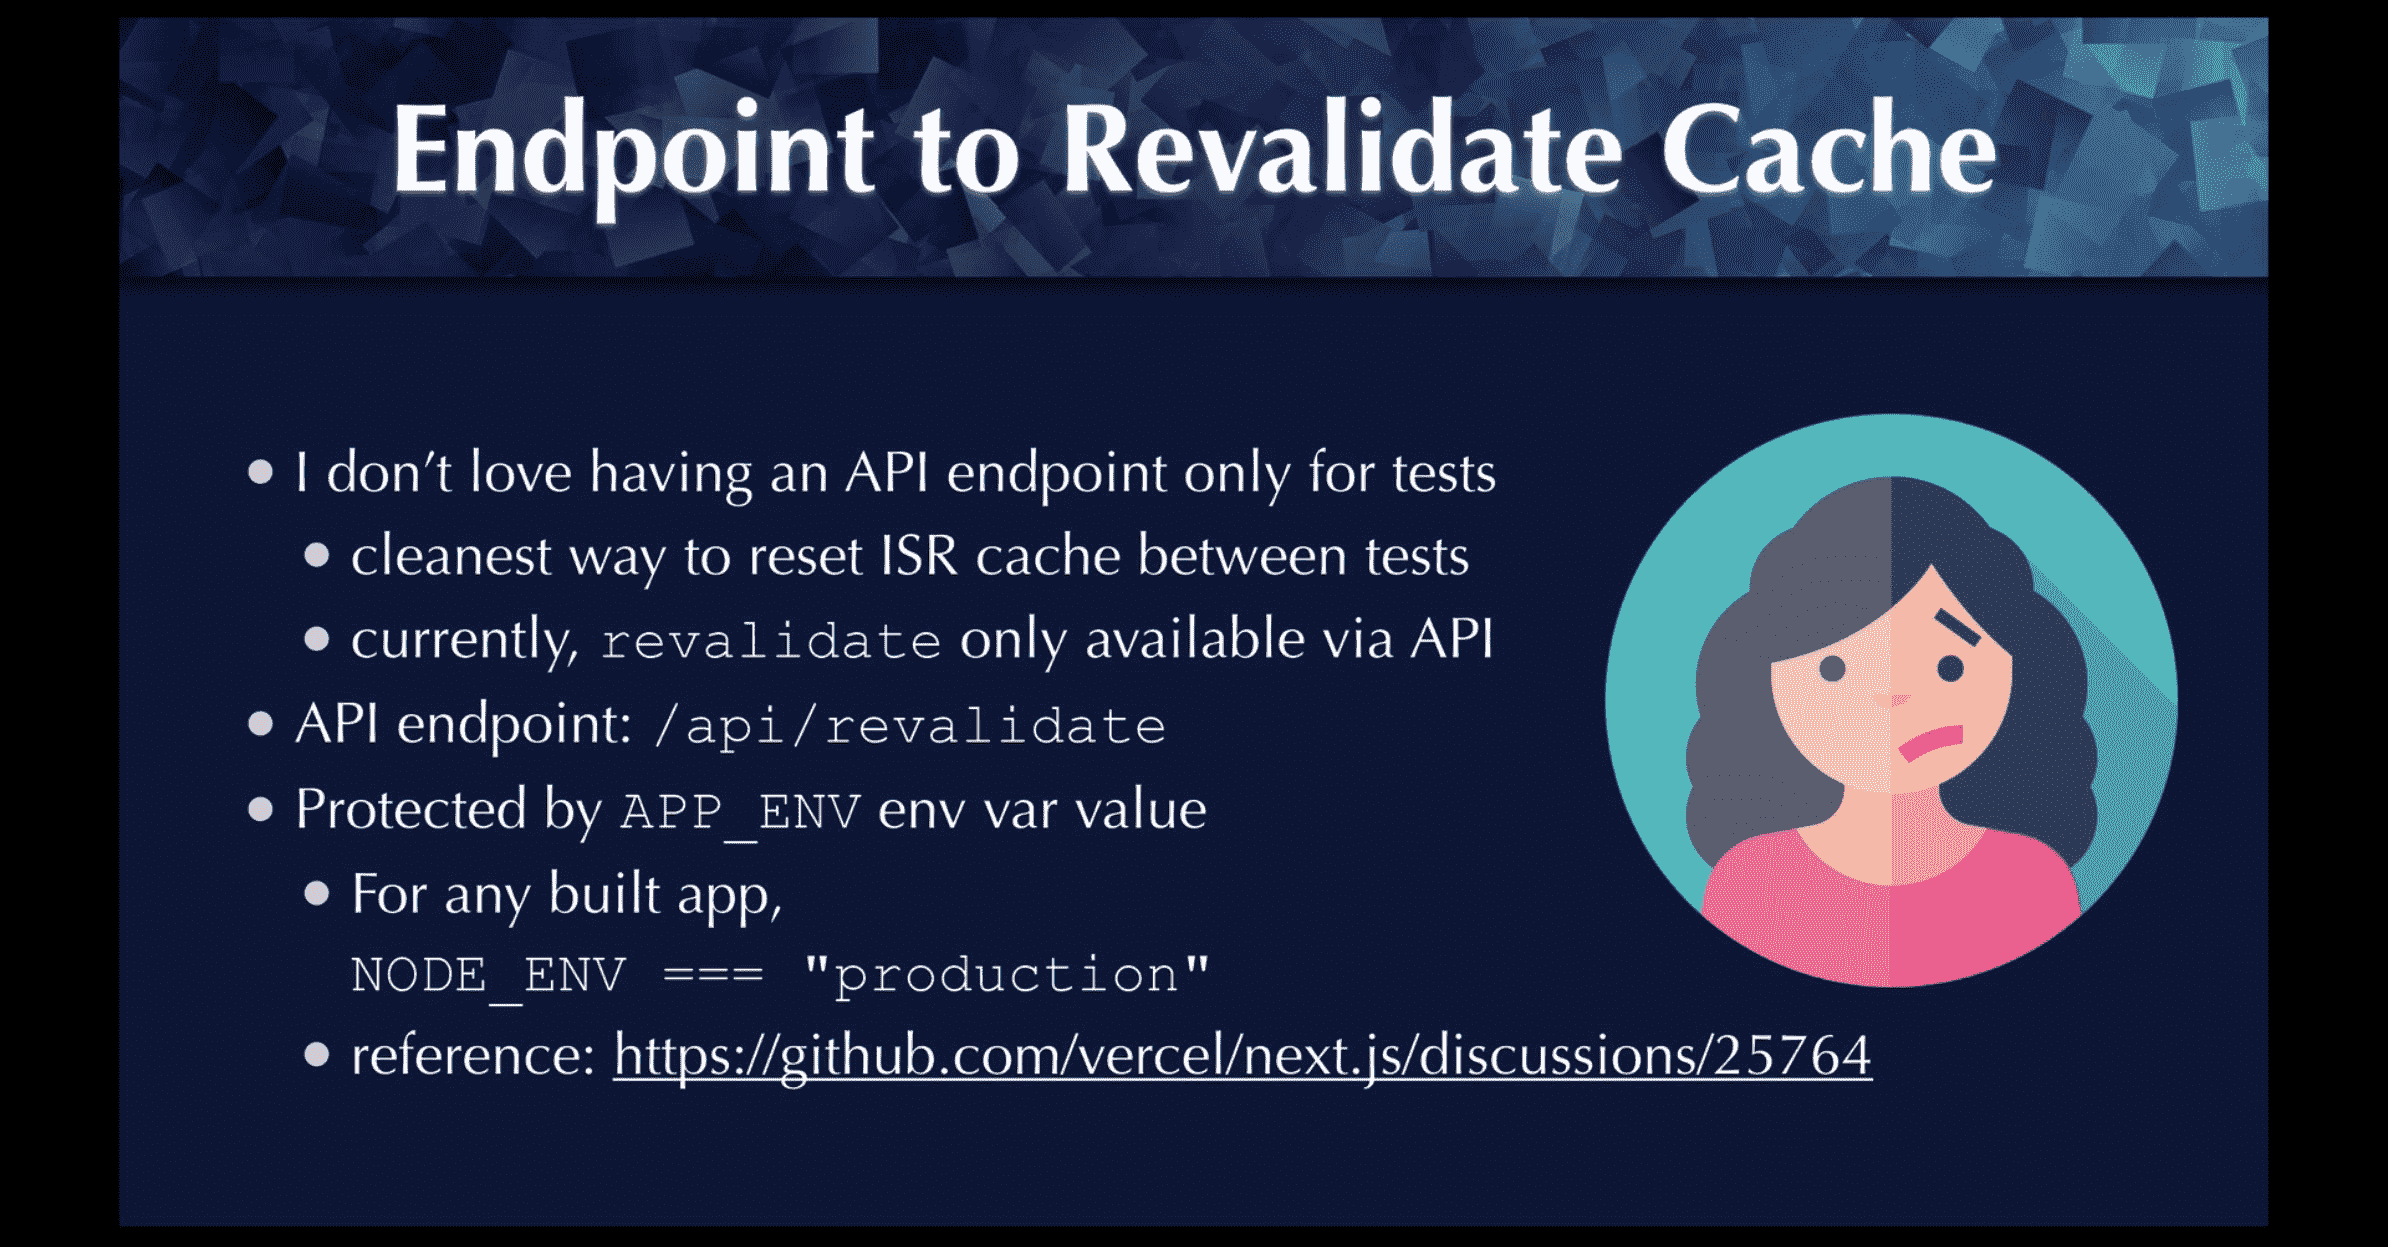 Endpoint to Revalidate Cache
• I don’t love having an API endpoint only for tests
• cleanest way to reset ISR cache between tests
• currently, revalidate only available via API
• API endpoint: /api/revalidate
• Protected by APP_ENV env var value
• For any built app,
NODE_ENV === "production"
• reference: https://github.com/vercel/next.js/discussions/25764